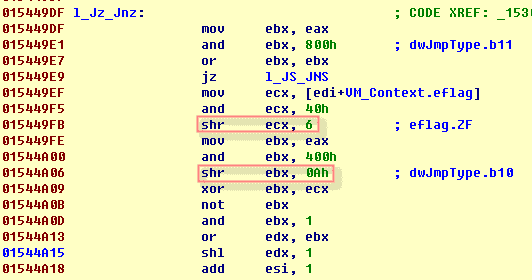 015449DF l_Jz_Jnz: ; CODE XREF: _153
015449DF mov ebx, eax
015449E1 and ebx, 800h ; dwJmpType.b11
015449E7 or ebx, ebx
015449E9 jz l_JS_JNS
015449EF mov ecx, [edi+VM_Context.eflag]
015449F5 and ecx, 40h
015449FB shr ecx, 6 ; eflag.ZF
015449FE mov ebx, eax
01544A00 and ebx, 400h
01544A06 shr ebx, 0Ah ; dwJmpType.b10
01544A09 xor ebx, ecx
01544A0B not ebx
01544A0D and ebx, 1
01544A13 or edx, ebx
01544A15 shl edx, 1
01544A18 add esi, 1